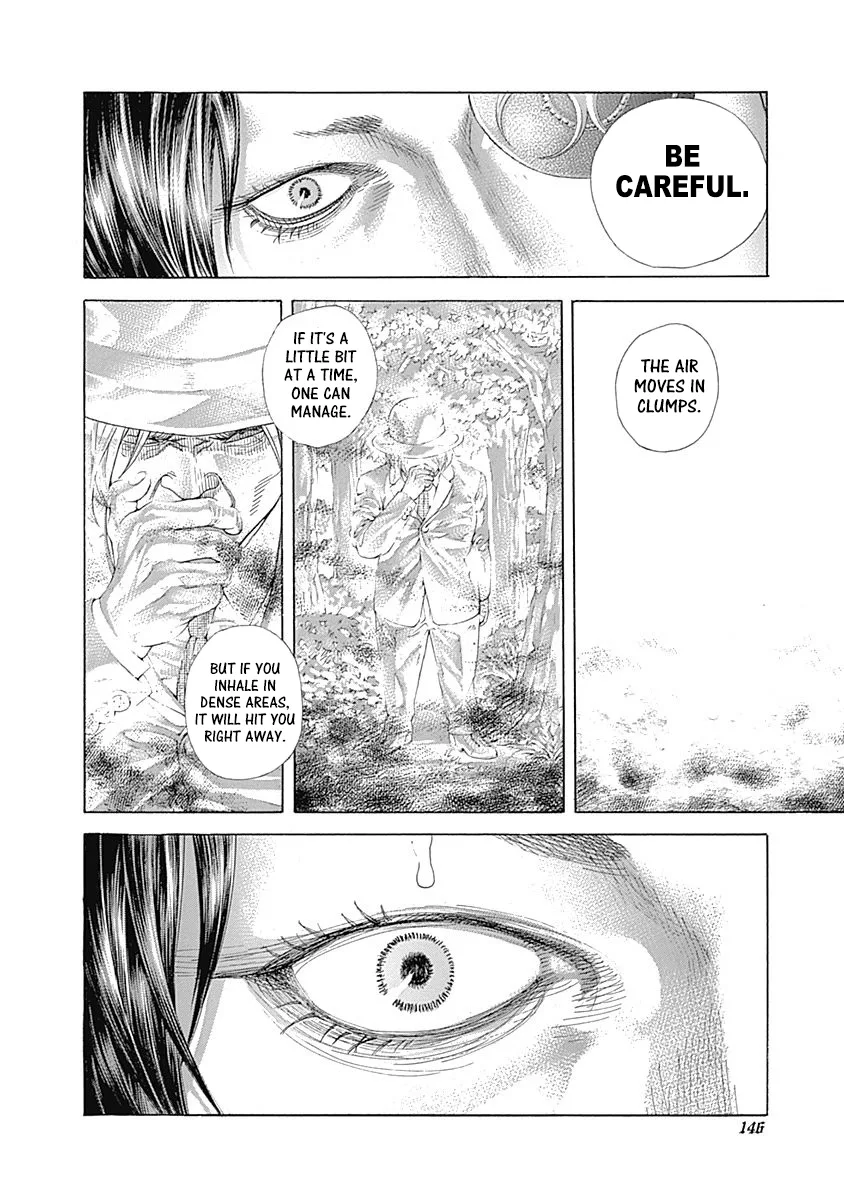 BE
CAREFUL.
THE AIR
MOVES IN
CLUMPS.
IF IT'S A
LITTLE BIT
AT A TIME,
ONE CAN
MANAGE.
BUT IF YOU
INHALE IN
DENSE AREAS,
IT WILL HIT YOU
RIGHT AWAY.
146